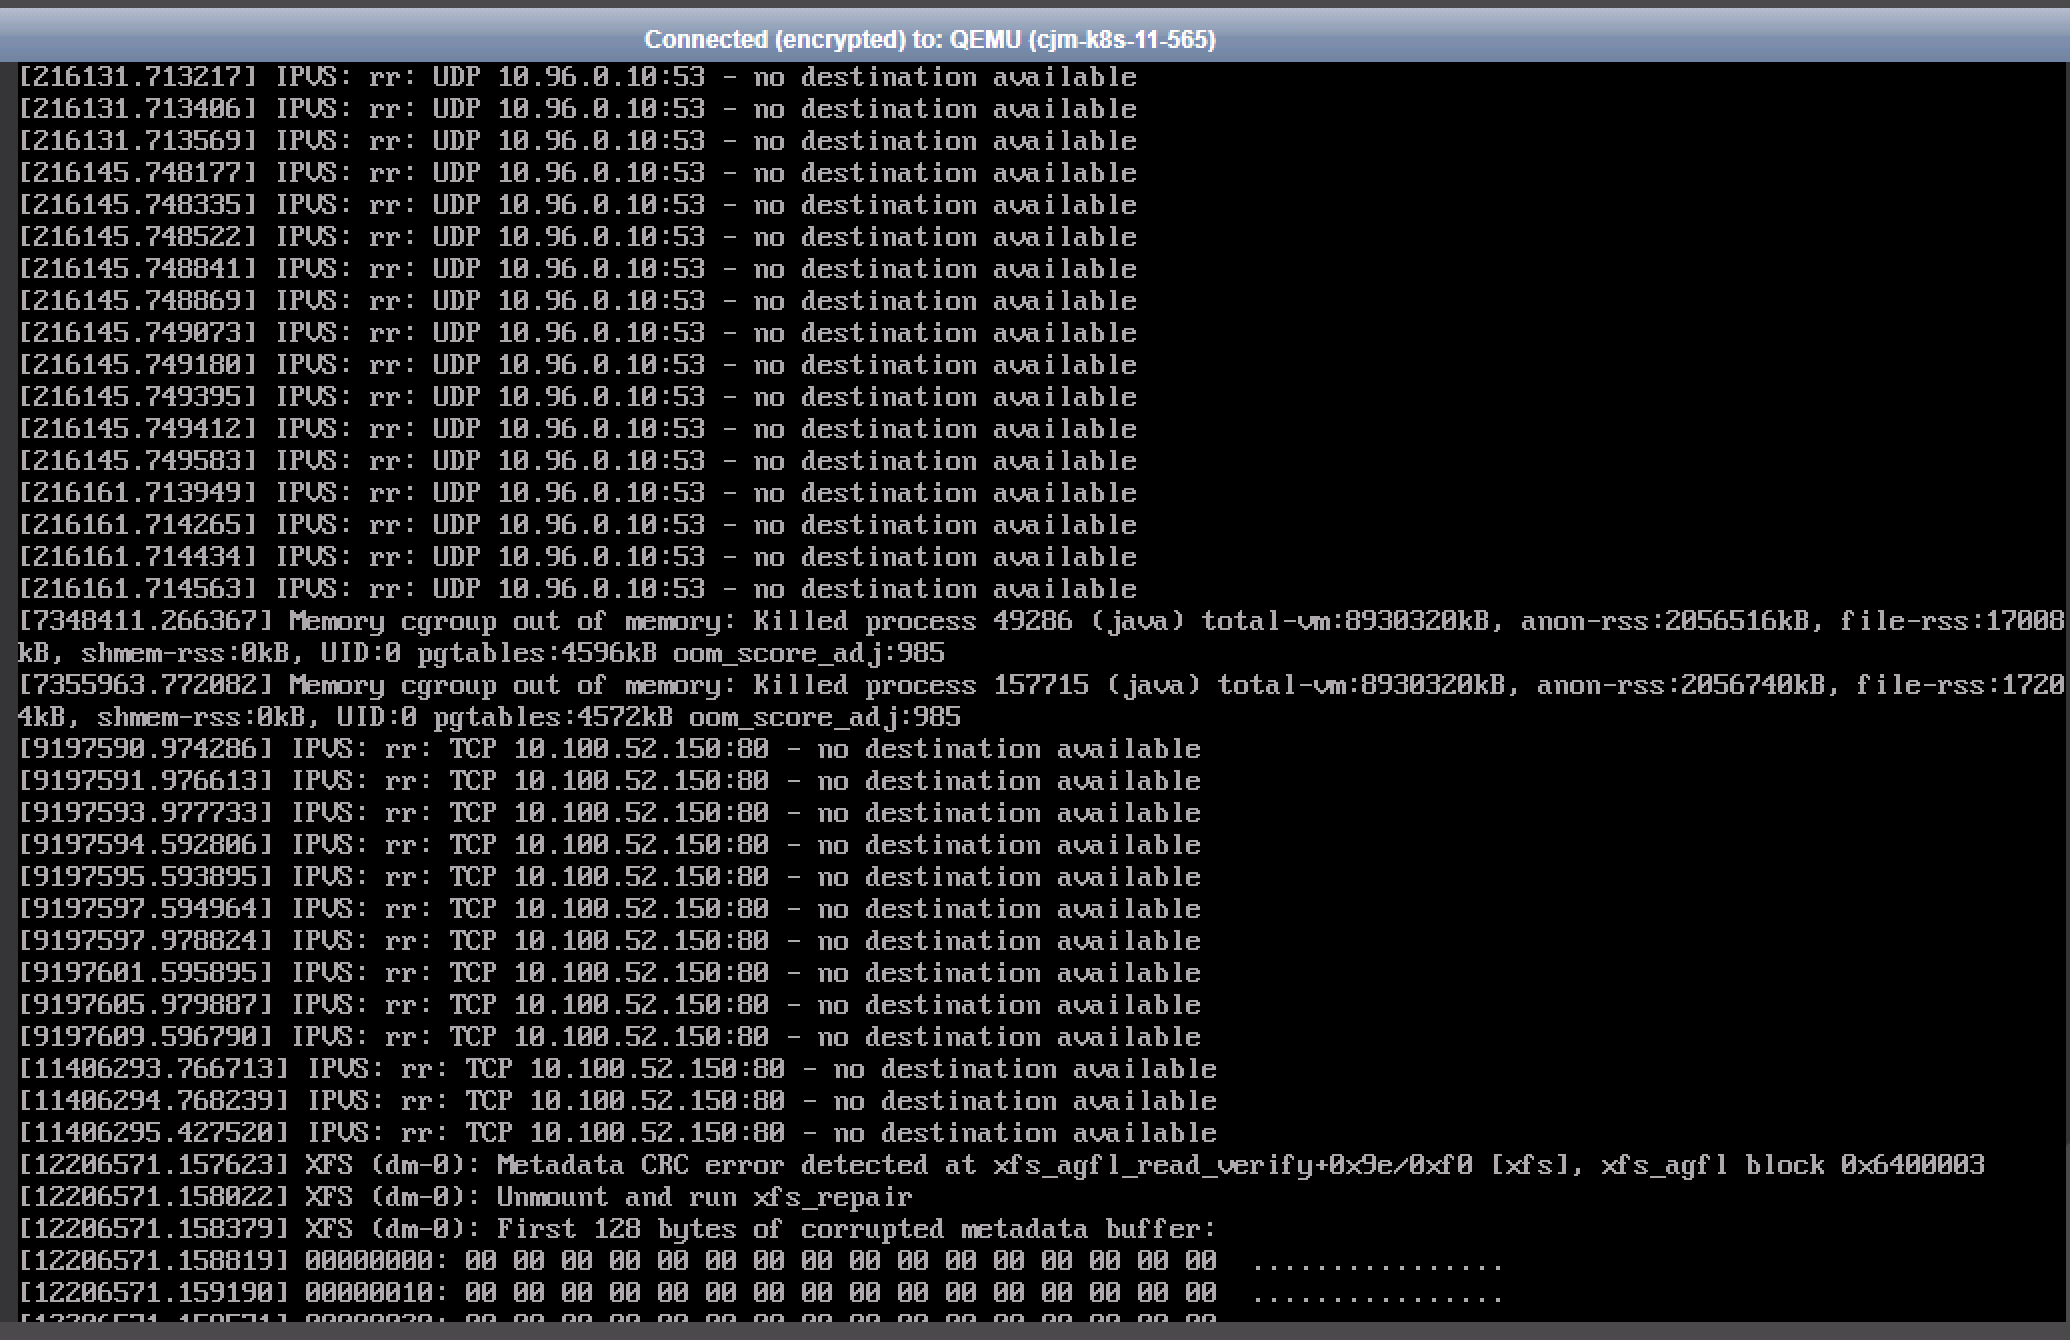 Connected (encrypted) to: QEMU (cjm-k8s-11-565)
[216131.713217] IPVS: rr: UDP 10.96.0.10:53 - no destination available
[216131.713406] IPVS: rr: UDP 10.96.0.10:53 - no destination available
[216131.713569] IPVS: rr: UDP 10.96.0.10:53 - no destination available
[216145.748177] IPVS: rr: UDP 10.96.0.10:53 - no destination available
[216145.748335] IPVS: rr: UDP 10.96.0.10:53 - no destination available
[216145.748522] IPVS: rr: UDP 10.96.0.10:53 - no destination available
[216145.748841] IPVS: rr: UDP 10.96.0.10:53 - no destination available
[216145.748869] IPVS: rr: UDP 10.96.0.10:53 - no destination available
[216145.749073] IPVS: rr: UDP 10.96.0.10:53 - no destination available
[216145.749180] IPVS: rr: UDP 10.96.0.10:53 - no destination available
[216145.749395] IPVS: rr: UDP 10.96.0.10:53 - no destination available
[216145.749412] IPVS: rr: UDP 10.96.0.10:53 - no destination available
[216145.749583] IPVS: rr: UDP 10.96.0.10:53 - no destination available
[216161.713949] IPVS: rr: UDP 10.96.0.10:53 - no destination available
[216161.714265] IPVS: rr: UDP 10.96.0.10:53 - no destination available
[216161.714434] IPVS: rr: UDP 10.96.0.10:53 - no destination available
[216161.714563] IPVS: rr: UDP 10.96.0.10:53 - no destination available
[7348411.266367] Memory cgroup out of memory: Killed process 49286 (java) total-vm:8930320kB, anon-rss:2056516kB, file-rss:17008
kB, shmem-rss:0kB, UID:0 pgtables:4596kB oom_score_adj:985
[7355963.772082] Memory cgroup out of memory: Killed process 157715 (java) total-vm:8930320kB, anon-rss:2056740kB, file-rss:1720
4kB, shmem-rss:0kB, UID:0 pgtables:4572kB oom_score_adj:985
[9197590.974286] IPVS: rr: TCP 10.100.52.150:80 - no destination available
[9197591.976613] IPVS: rr: TCP 10.100.52.150:80 - no destination available
[9197593.977733] IPVS: rr: TCP 10.100.52.150:80 - no destination available
[9197594.592806] IPVS: rr: TCP 10.100.52.150:80 - no destination available
[9197595.593895] IPVS: rr: TCP 10.100.52.150:80 - no destination available
[9197597.594964] IPVS: rr: TCP 10.100.52.150:80 - no destination available
[9197597.978824] IPVS: rr: TCP 10.100.52.150:80 - no destination available
[9197601.595895] IPVS: rr: TCP 10.100.52.150:80 - no destination available
[9197605.979887] IPVS: rr: TCP 10.100.52.150:80 - no destination available
[9197609.596790] IPVS: rr: TCP 10.100.52.150:80 - no destination available
[11406293.766713] IPVS: rr: TCP 10.100.52.150:80 - no destination available
[11406294.768239] IPVS: rr: TCP 10.100.52.150:80 - no destination available
[11406295.427520] IPVS: rr: TCP 10.100.52.150:80 - no destination available
[12206571.157623] XFS (dm-0): Metadata CRC error detected at xfs_agfl_read_verify+0x9e/0xf0 [xfs], xfs_agfl block 0x6400003
[12206571.158022] XFS (dm-0): Unmount and run xfs_repair
[12206571.158379] XFS (dm-0): First 128 bytes of corrupted metadata buffer:
[12206571.158819] 00000000: 00 00 00 00 00 00 00 00 00 00 00 00 00 00 00 00  ................
[12206571.159190] 00000010: 00 00 00 00 00 00 00 00 00 00 00 00 00 00 00 00  ................